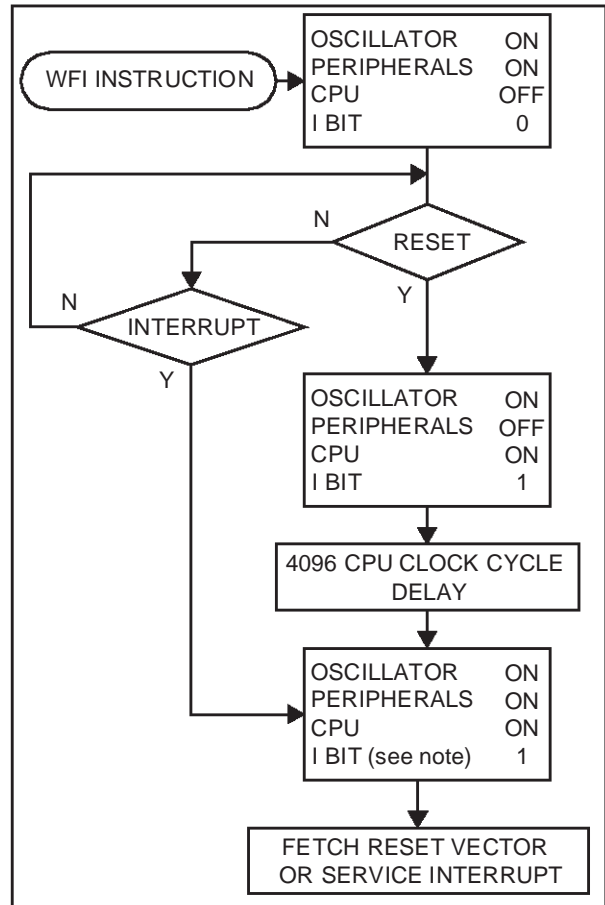 WFI INSTRUCTION
OSCILLATOR ON
PERIPHERALS ON
CPU OFF
I BIT 0
N
RESET
Y
N
INTERRUPT
Y
OSCILLATOR ON
PERIPHERALS OFF
CPU ON
I BIT 1
4096 CPU CLOCK CYCLE
DELAY
OSCILLATOR ON
PERIPHERALS ON
CPU ON
I BIT (see note) 1
FETCH RESET VECTOR
OR SERVICE INTERRUPT